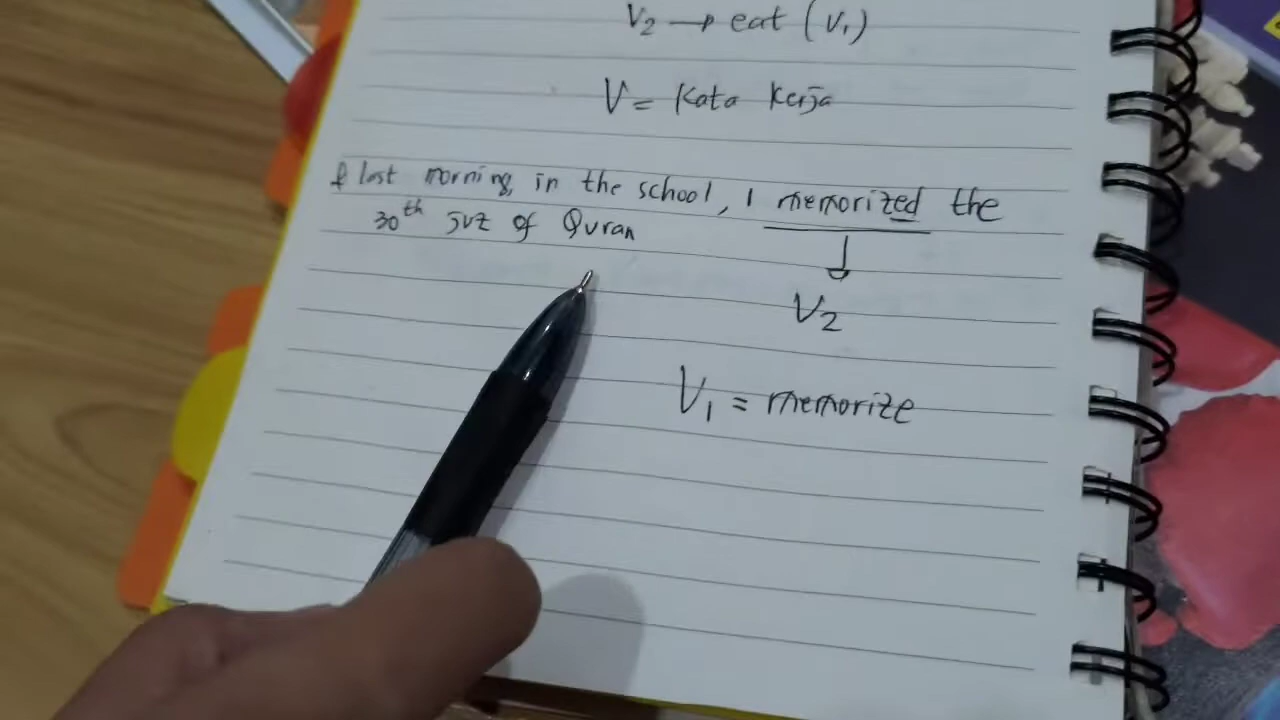 V2 → eat (V1)
V = Kata Kerja
last morning, in the school, I memorized the
30th juz of Quran
↓
V2
V1 = memorize